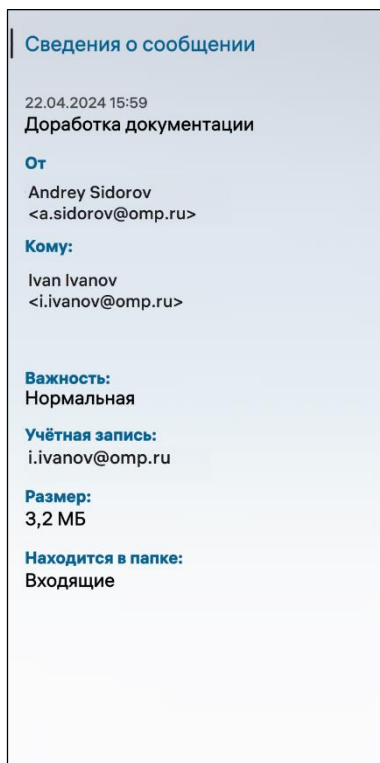 Сведения о сообщении
22.04.2024 15:59
Доработка документации
От
Andrey Sidorov
<a.sidorov@omp.ru>
Кому:
Ivan Ivanov
<i.ivanov@omp.ru>
Важность:
Нормальная
Учётная запись:
i.ivanov@omp.ru
Размер:
3,2 МБ
Находится в папке:
Входящие